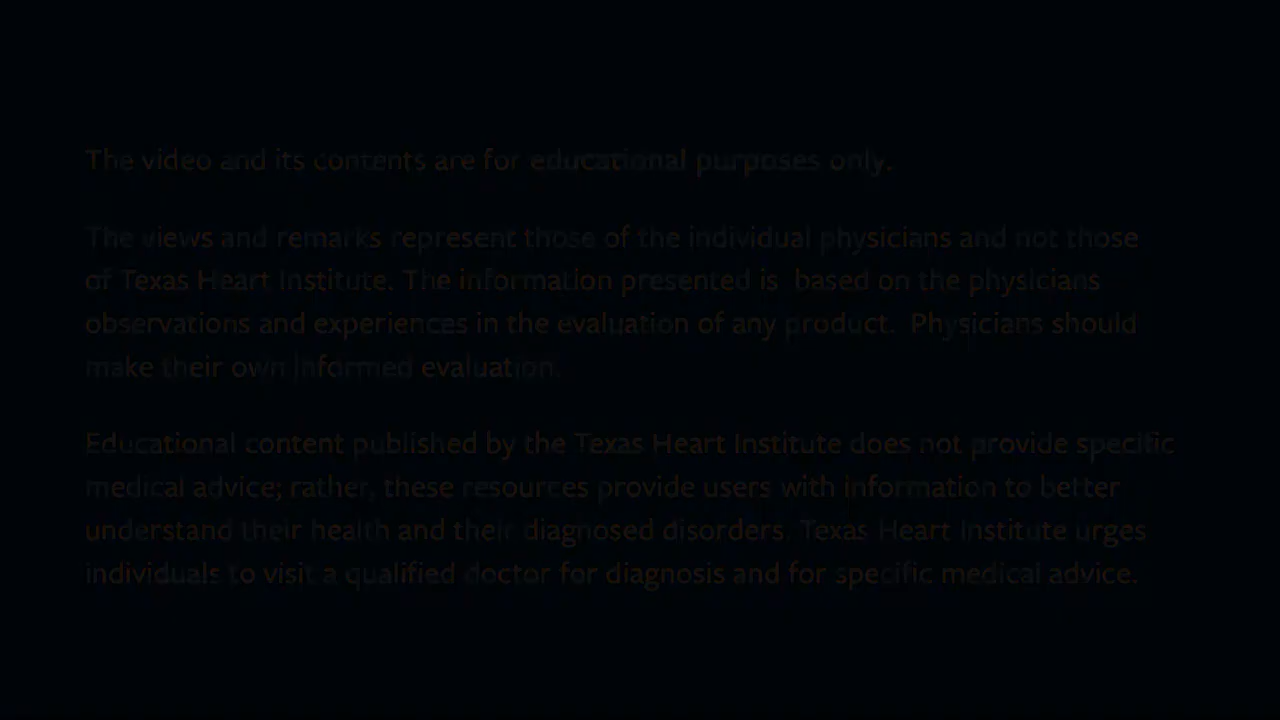 The video and its contents are for educational purposes only.
The views and remarks represent those of the individual physicians and not those
of Texas Heart Institute. The information presented is based on the physicians
observations and experiences in the evaluation of any product. Physicians should
make their own informed evaluation.
Educational content published by the Texas Heart Institute does not provide specific
medical advice; rather, these resources provide users with information to better
understand their health and their diagnosed disorders. Texas Heart Institute urges
individuals to visit a qualified doctor for diagnosis and for specific medical advice.